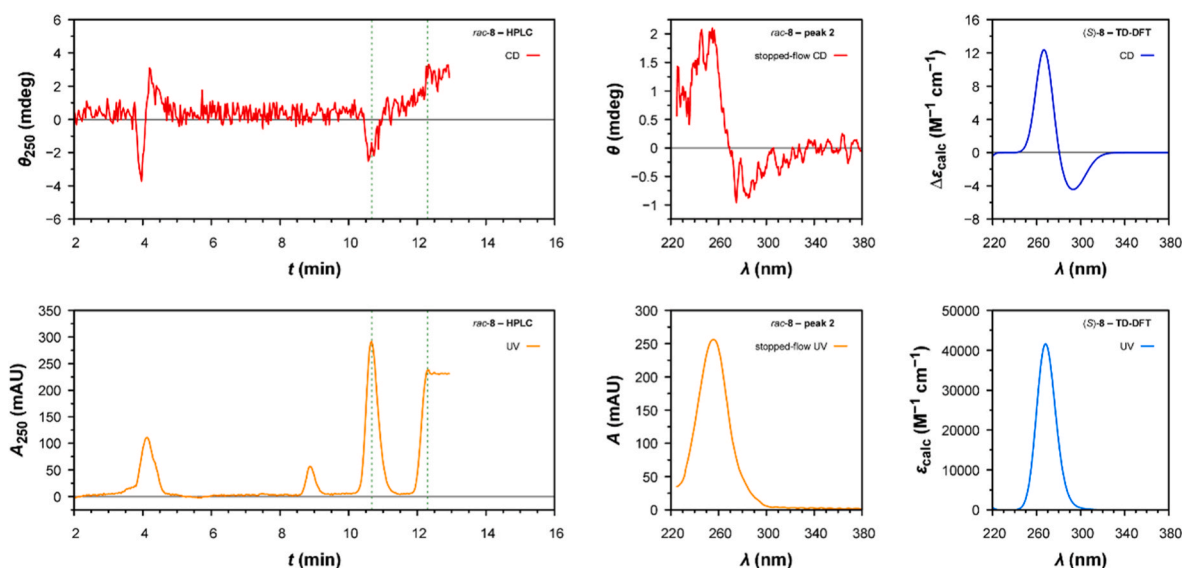 rac-8 – HPLC
CD
θ250 (mdeg)
6
4
2
0
−2
−4
−6
2 4 6 8 10 12 14 16
t (min)
rac-8 – peak 2
stopped-flow CD
θ (mdeg)
2
1.5
1
0.5
0
−0.5
−1
220 260 300 340 380
λ (nm)
(S)-8 – TD-DFT
CD
Δεcalc (M−1 cm−1)
16
12
8
4
0
−4
−8
220 260 300 340 380
λ (nm)
rac-8 – HPLC
UV
A250 (mAU)
350
300
250
200
150
100
50
0
2 4 6 8 10 12 14 16
t (min)
rac-8 – peak 2
stopped-flow UV
A (mAU)
300
250
200
150
100
50
0
220 260 300 340 380
λ (nm)
(S)-8 – TD-DFT
UV
εcalc (M−1 cm−1)
50000
40000
30000
20000
10000
0
220 260 300 340 380
λ (nm)